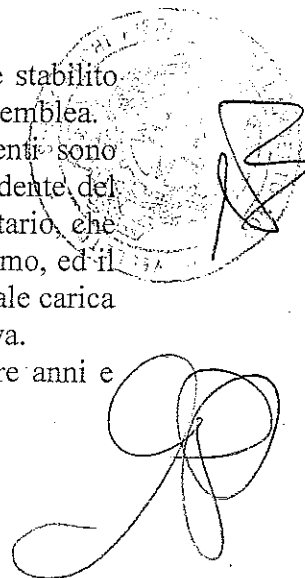 e stabilito
emblea.
enti sono
dente del
tario, che
mo, ed il
ale carica
va.
re anni e